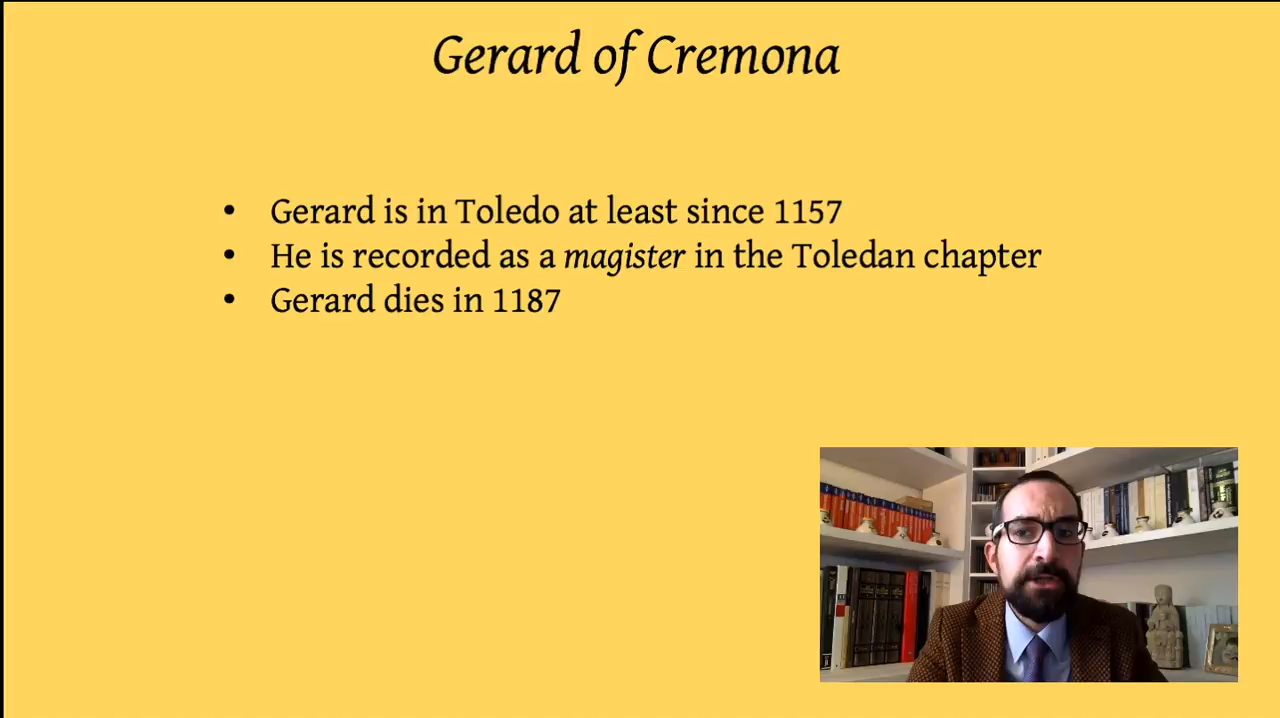 Gerard of Cremona
• Gerard is in Toledo at least since 1157
• He is recorded as a magister in the Toledan chapter
• Gerard dies in 1187